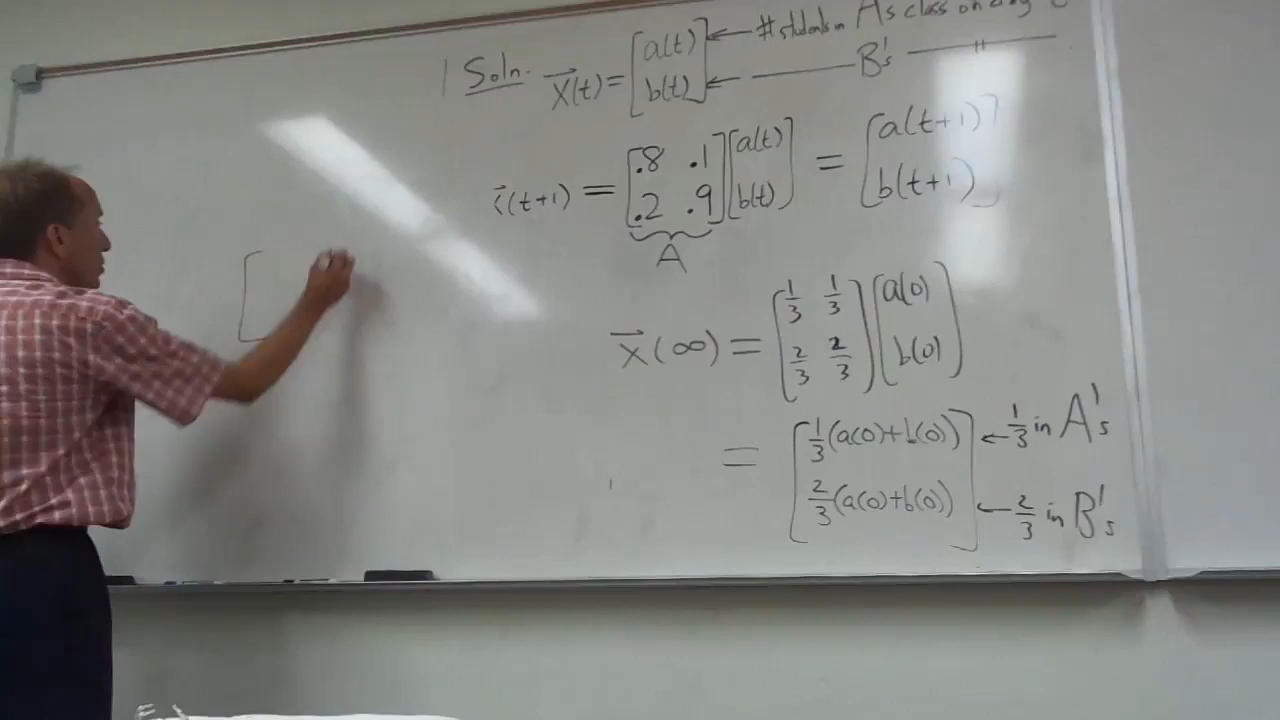 Soln. x⃗(t) = [a(t) b(t)] ← # students in A's class on day
← — B's — " —
(t+1) = [.8 .1 .2 .9] [a(t) b(t)] = [a(t+1) b(t+1)]
A
x⃗(∞) = [1/3 1/3 2/3 2/3] [a(0) b(0)]
= [1/3(a(0)+b(0)) 2/3(a(0)+b(0))] ← 1/3 in A's
← 2/3 in B's